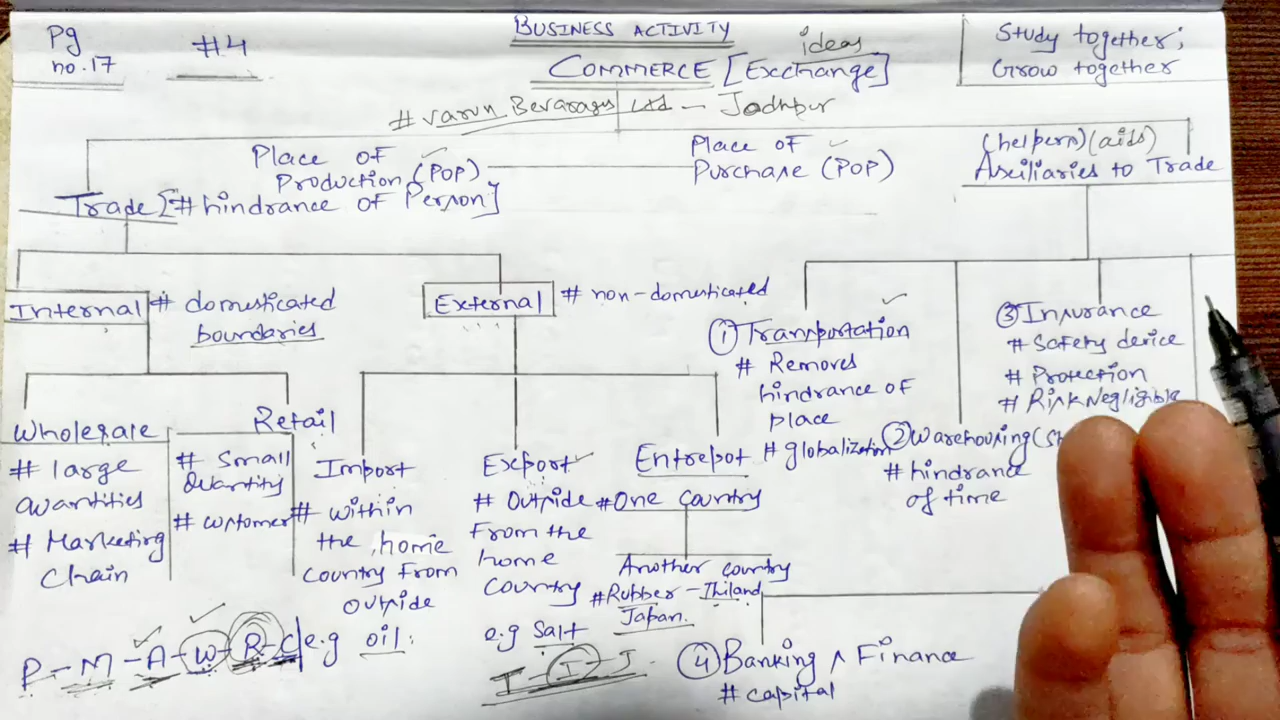 Pg
no.17
#4
BUSINESS ACTIVITY
ideas
COMMERCE [Exchange]
Study together;
Grow together
# varun Bevarages Ltd - Jodhpur
Place of
Production (POP)
Place of
Purchase (POP)
(helpers) (aids)
Auxiliaries to Trade
Trade [# hindrance of Person]
Internal # domesticated
boundaries
External # non-domesticated
① Transportation
# Removes
hindrance of
place
# globalization
② Warehousing (St
# hindrance
of time
③ Insurance
# Safety device
# Protection
# Risk Negligible
Wholesale
# large
quantities
# Marketing
Chain
Retail
# Small
Quantity
# customer
Import
# within
the home
country from
outside
e.g oil
Export
# Outside
from the
home
country
e.g Salt
Entrepot
# One country
Another country
# Rubber - Thiland
Japan.
P-M-A-W-R-C
T-I-J
④ Banking ^ Finance
# capital